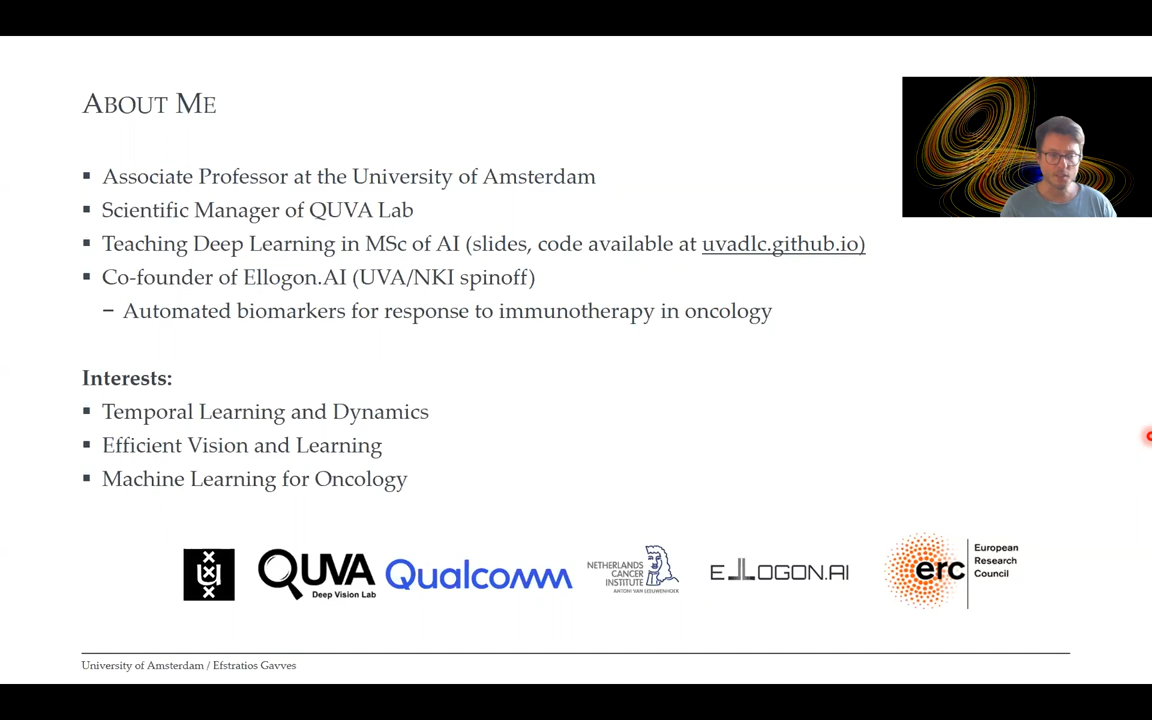 ABOUT ME
▪ Associate Professor at the University of Amsterdam
▪ Scientific Manager of QUVA Lab
▪ Teaching Deep Learning in MSc of AI (slides, code available at uvadlc.github.io)
▪ Co-founder of Ellogon.AI (UVA/NKI spinoff)
– Automated biomarkers for response to immunotherapy in oncology
Interests:
▪ Temporal Learning and Dynamics
▪ Efficient Vision and Learning
▪ Machine Learning for Oncology
QUVA
Deep Vision Lab
Qualcomm
NETHERLANDS
CANCER
INSTITUTE
ANTONI VAN LEEUWENHOEK
ELLOGON.AI
erc
European
Research
Council
University of Amsterdam / Efstratios Gavves